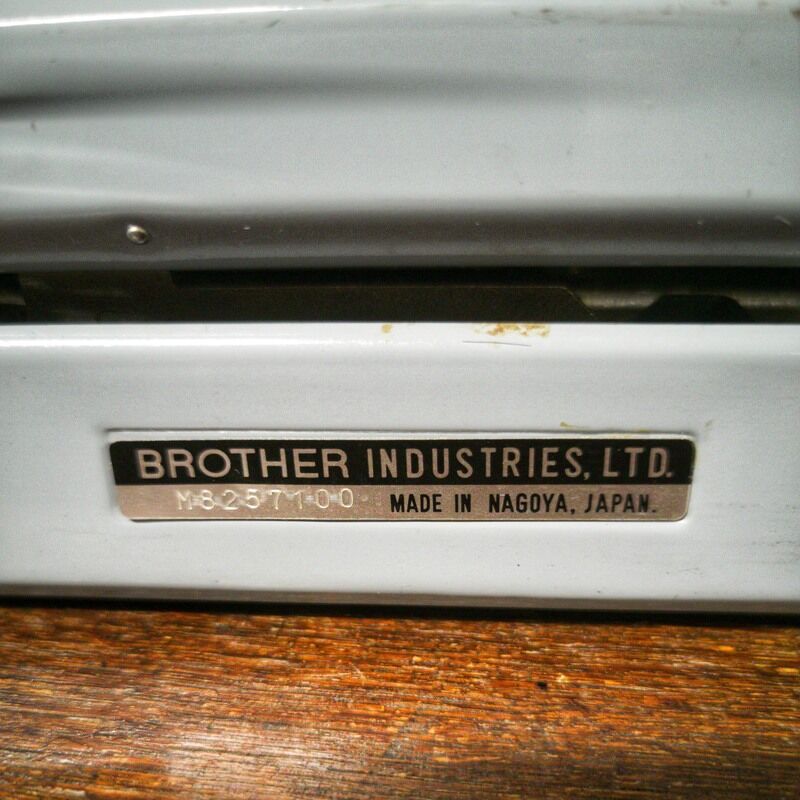 BROTHER INDUSTRIES, LTD.
M8257100 MADE IN NAGOYA, JAPAN.